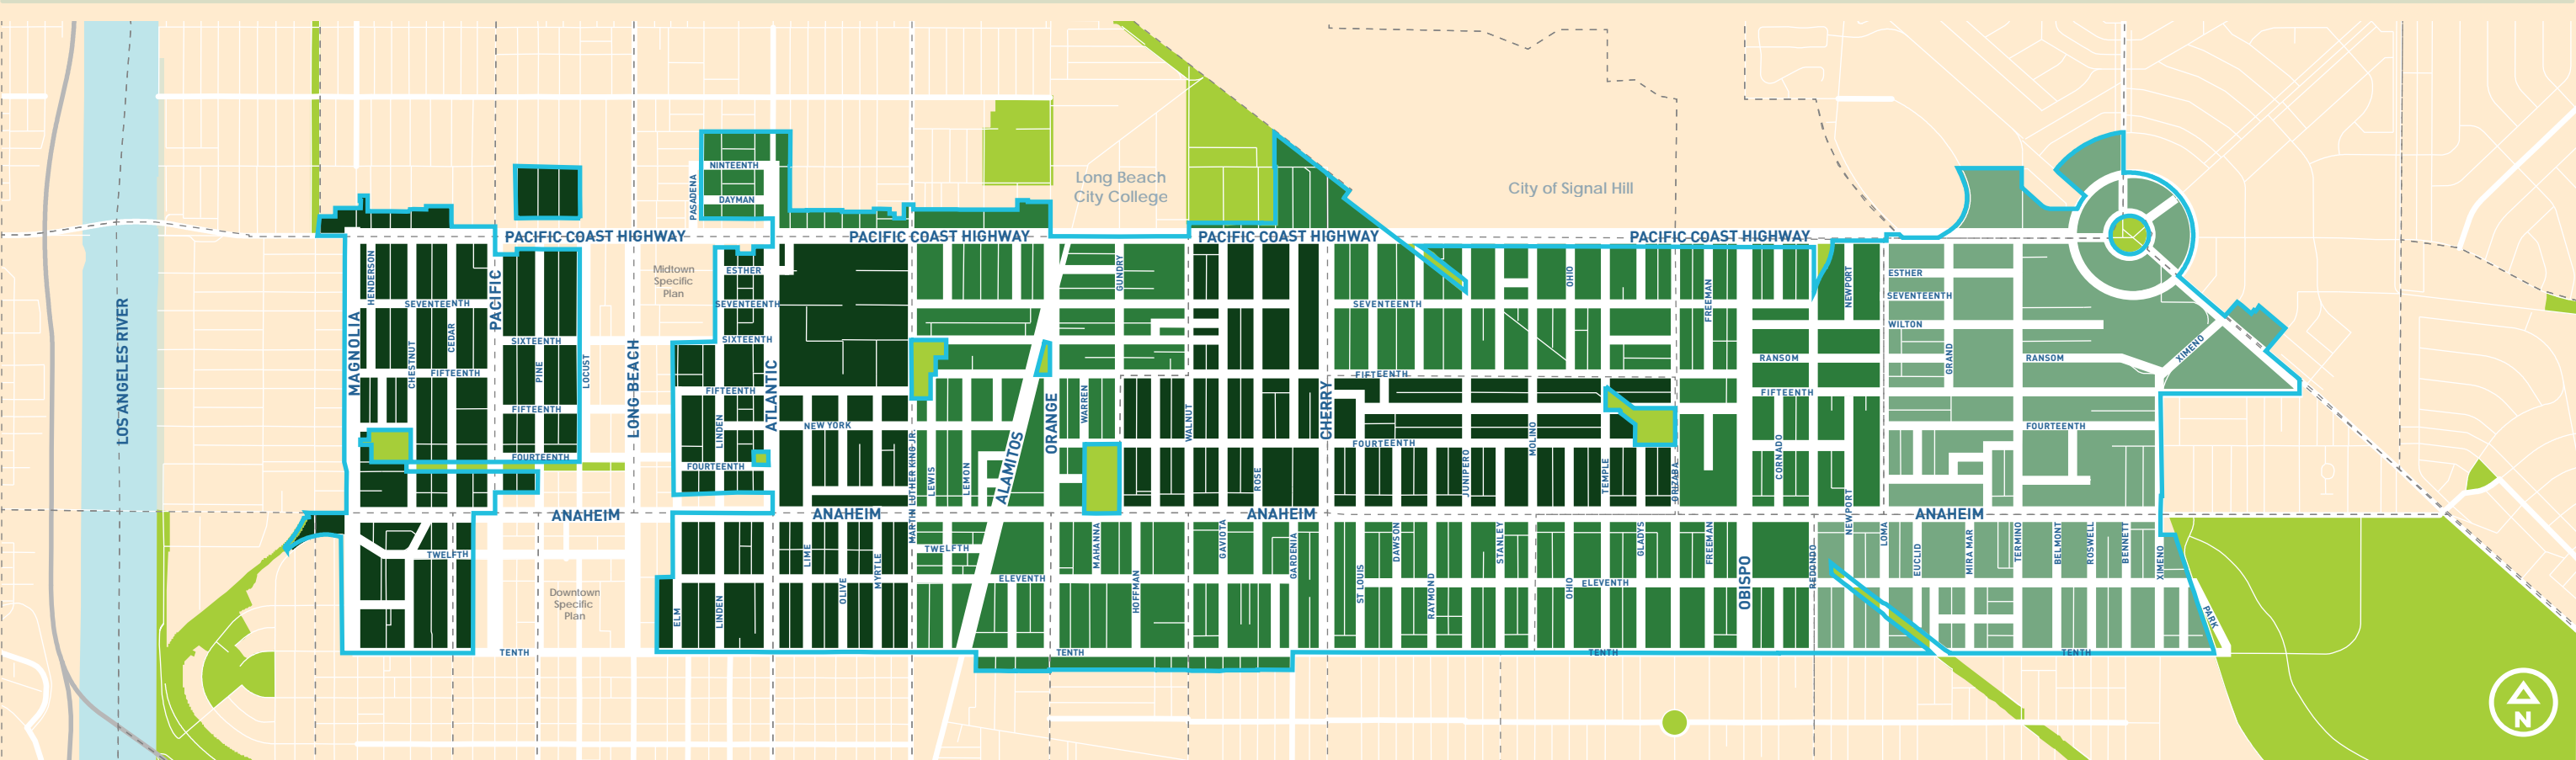 NINTEENTH
PASADENA
DAYMAN
Long Beach
City College
City of Signal Hill
PACIFIC COAST HIGHWAY
PACIFIC COAST HIGHWAY
PACIFIC COAST HIGHWAY
PACIFIC COAST HIGHWAY
LOS ANGELES RIVER
MAGNOLIA
HENDERSON
SEVENTEENTH
CHESTNUT
CEDAR
FIFTEENTH
PACIFIC
SIXTEENTH
PINE
FIFTEENTH
FOURTEENTH
LOCUST
LONG BEACH
Midtown
Specific
Plan
ESTHER
SEVENTEENTH
SIXTEENTH
FIFTEENTH
LINDEN
FOURTEENTH
ATLANTIC
NEW YORK
MARTIN LUTHER KING JR.
LEWIS
LEMON
ALAMITOS
ORANGE
GUNDRY
WARREN
WALNUT
ROSE
CHERRY
SEVENTEENTH
FIFTEENTH
FOURTEENTH
JUNIPERO
MOLINO
OHIO
TEMPLE
ORIZABA
FREEMAN
RANSOM
FIFTEENTH
CORNADO
NEWPORT
NEWPORT
ESTHER
SEVENTEENTH
WILTON
GRAND
RANSOM
XIMENO
FOURTEENTH
ANAHEIM
ANAHEIM
ANAHEIM
ANAHEIM
TWELFTH
Downtown
Specific
Plan
TENTH
ELM
LINDEN
LIME
OLIVE
MYRTLE
TWELFTH
ELEVENTH
MAHANNA
HOFFMAN
GAVIOTA
GARDENIA
TENTH
ST LOUIS
DAWSON
RAYMOND
STANLEY
OHIO
ELEVENTH
GLADYS
FREEMAN
OBISPO
TENTH
REDONDO
LOMA
EUCLID
MIRA MAR
TERMINO
BELMONT
ROSWELL
BENNETT
XIMENO
PARK
TENTH
N